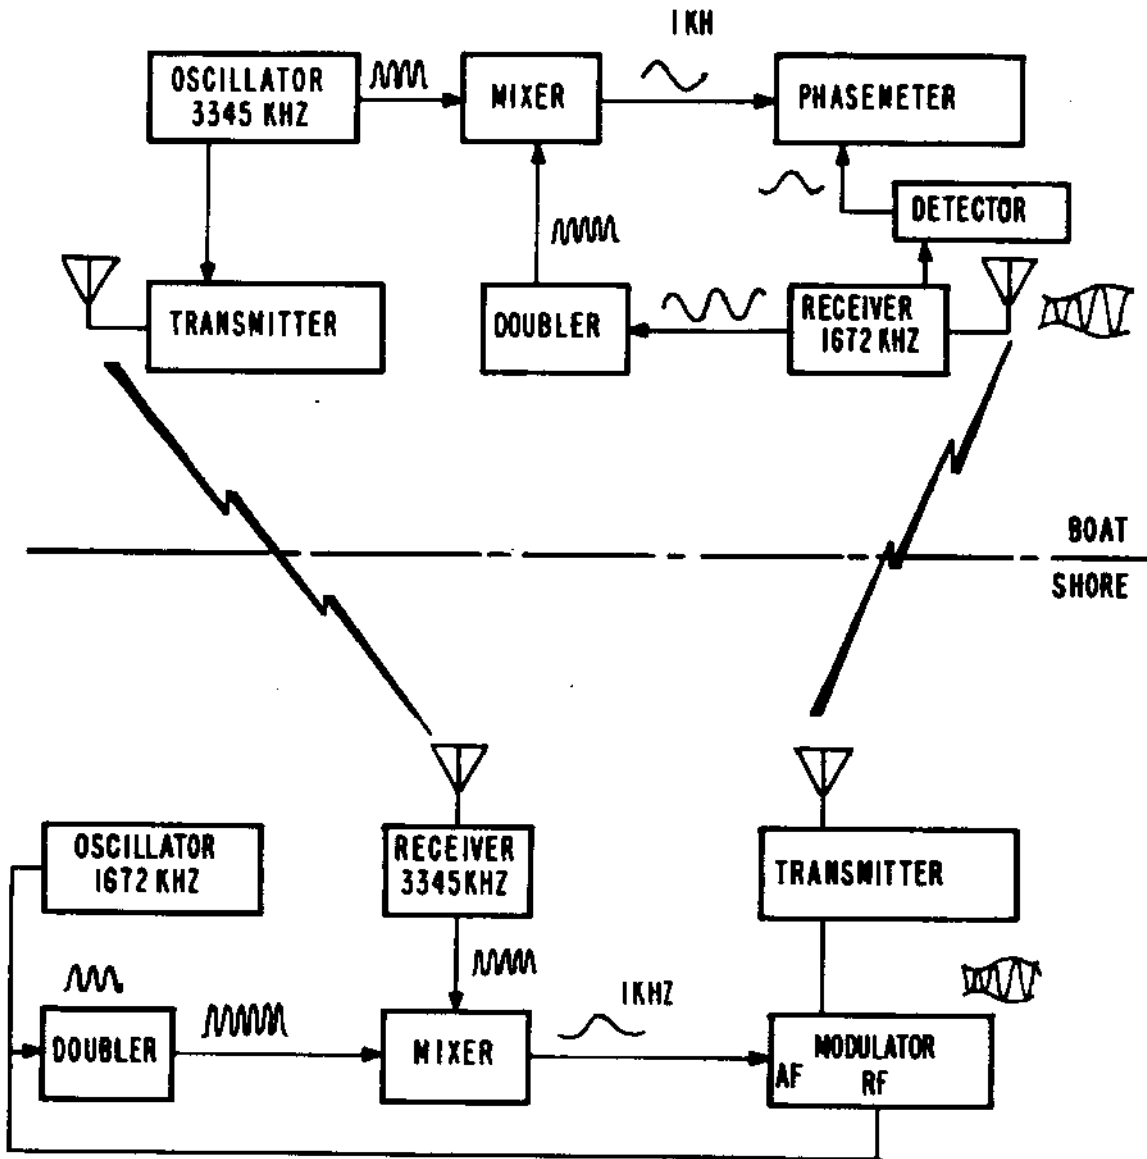 1 KH
OSCILLATOR
3345 KHZ
MIXER
PHASEMETER
DETECTOR
TRANSMITTER
DOUBLER
RECEIVER
1672 KHZ
BOAT
SHORE
OSCILLATOR
1672 KHZ
RECEIVER
3345KHZ
TRANSMITTER
1KHZ
DOUBLER
MIXER
MODULATOR
AF RF